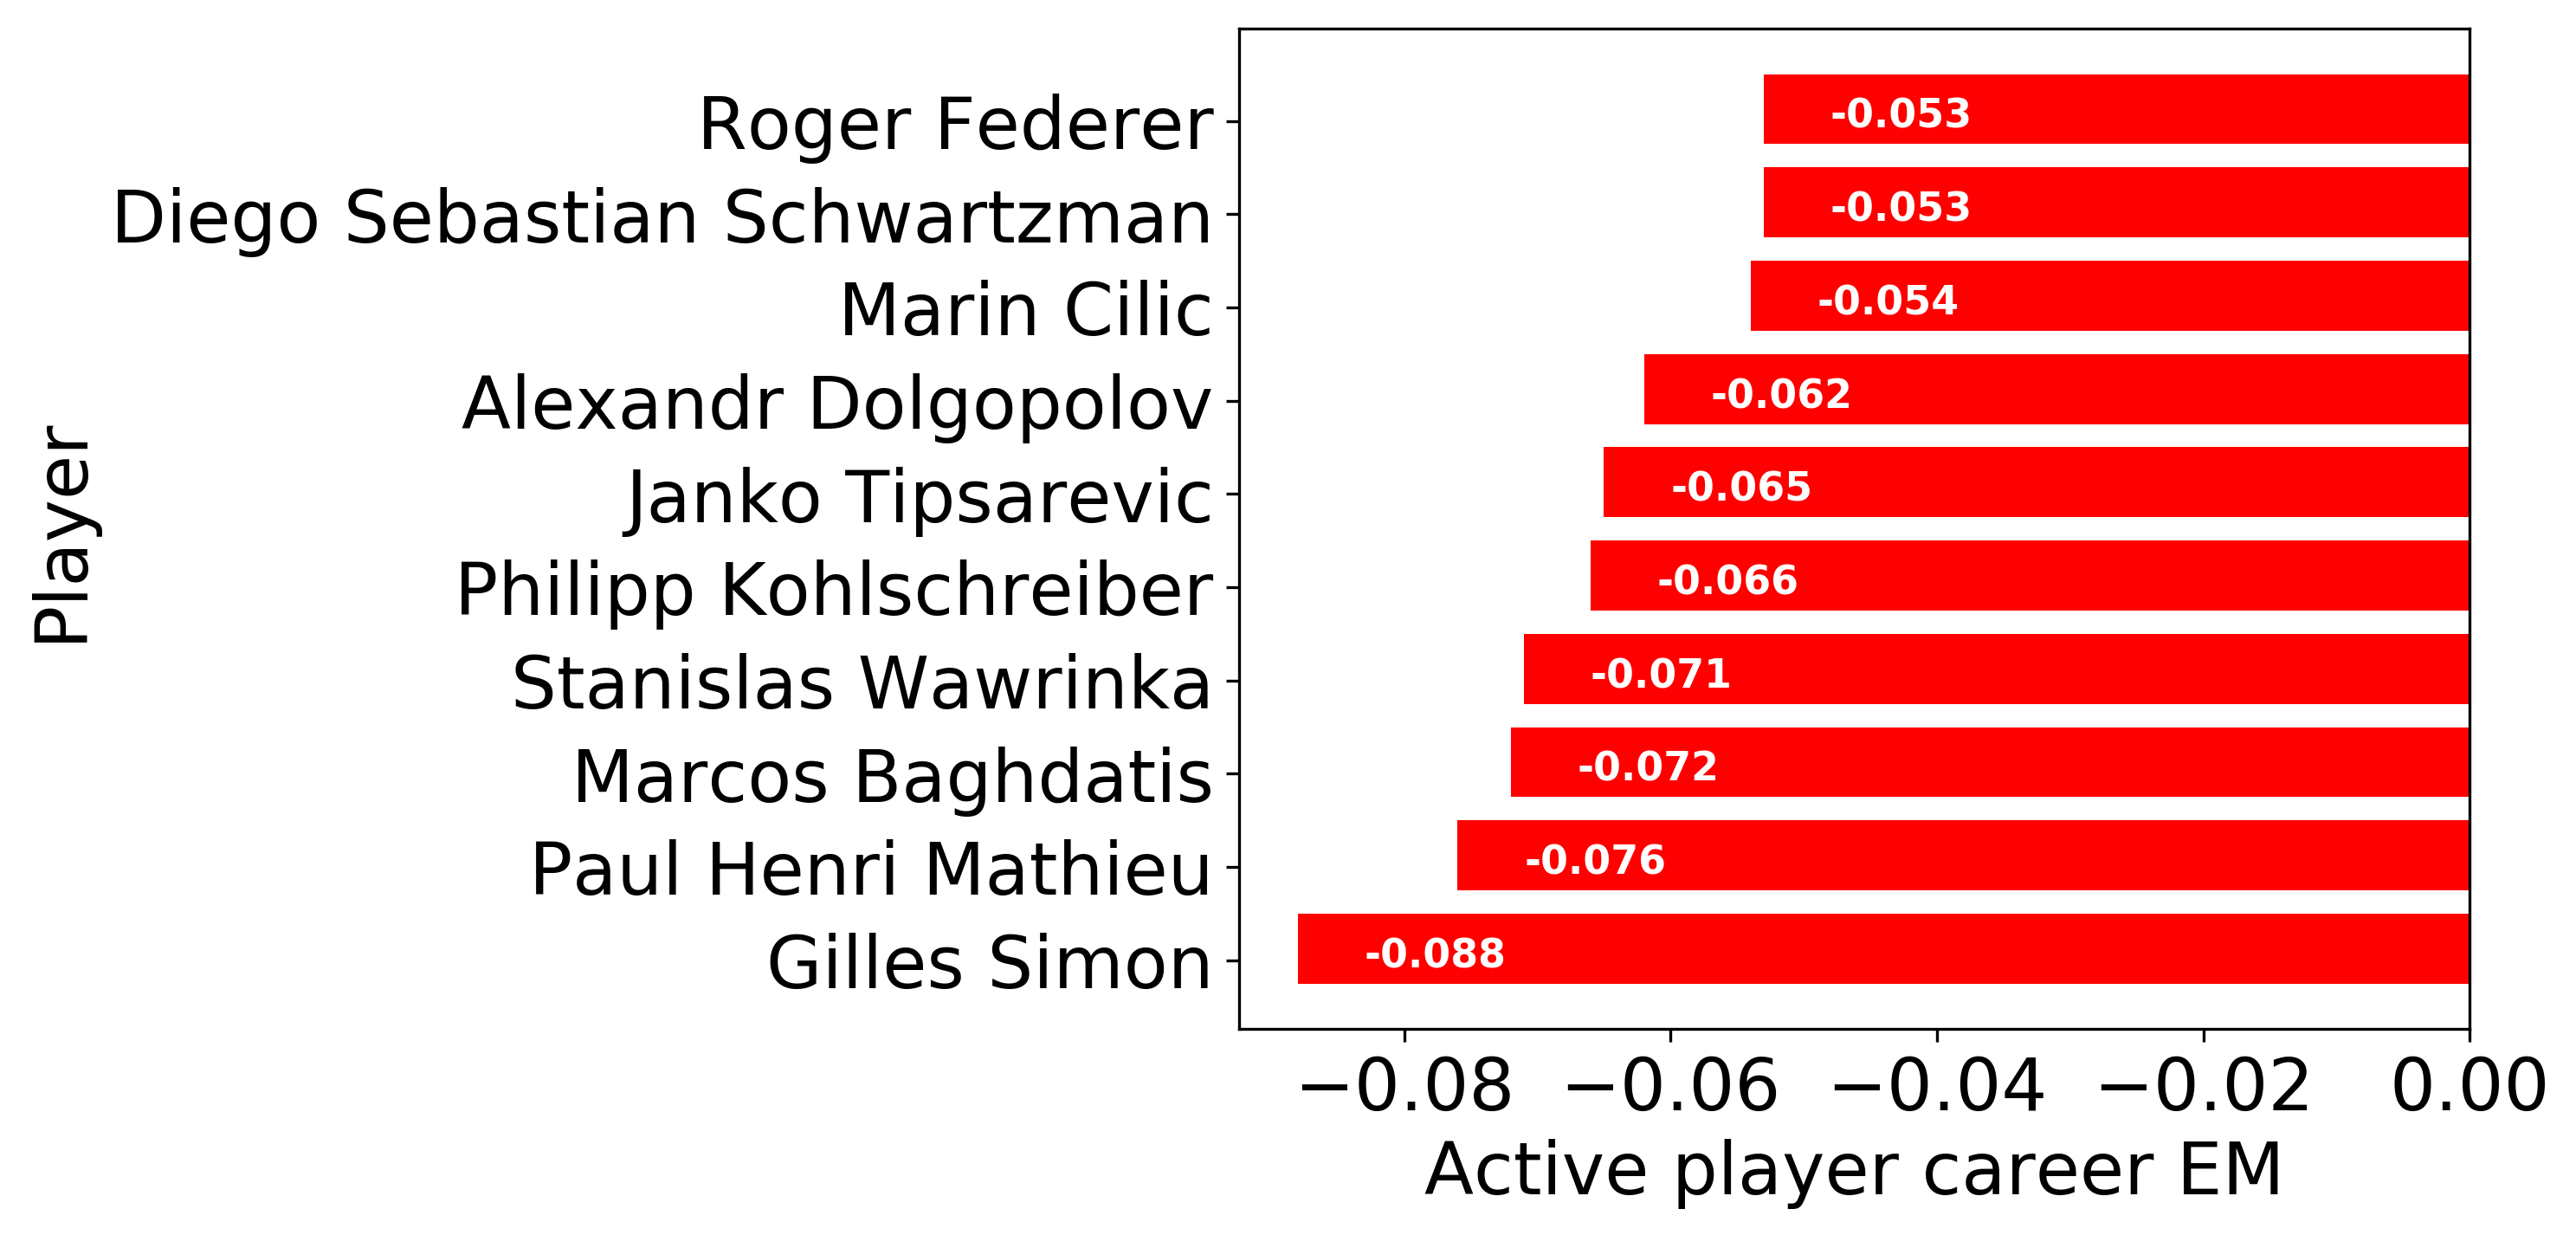 Player
Roger Federer -0.053
Diego Sebastian Schwartzman -0.053
Marin Cilic -0.054
Alexandr Dolgopolov -0.062
Janko Tipsarevic -0.065
Philipp Kohlschreiber -0.066
Stanislas Wawrinka -0.071
Marcos Baghdatis -0.072
Paul Henri Mathieu -0.076
Gilles Simon -0.088
−0.08 −0.06 −0.04 −0.02 0.00
Active player career EM